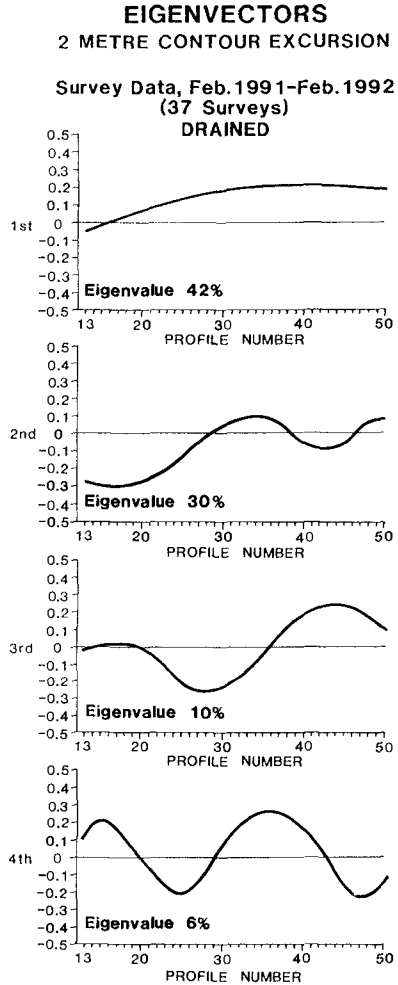 EIGENVECTORS
2 METRE CONTOUR EXCURSION
Survey Data, Feb.1991-Feb.1992
(37 Surveys)
DRAINED
0.5
0.4
0.3
0.2
0.1
1st 0
-0.1
-0.2
-0.3
-0.4
Eigenvalue 42%
-0.5
13 20 30 40 50
PROFILE NUMBER
0.5
0.4
0.3
0.2
0.1
2nd 0
-0.1
-0.2
-0.3
-0.4
Eigenvalue 30%
-0.5
13 20 30 40 50
PROFILE NUMBER
0.5
0.4
0.3
0.2
0.1
3rd 0
-0.1
-0.2
-0.3
-0.4
Eigenvalue 10%
-0.5
13 20 30 40 50
PROFILE NUMBER
0.5
0.4
0.3
0.2
0.1
4th 0
-0.1
-0.2
-0.3
-0.4
Eigenvalue 6%
-0.5
13 20 30 40 50
PROFILE NUMBER